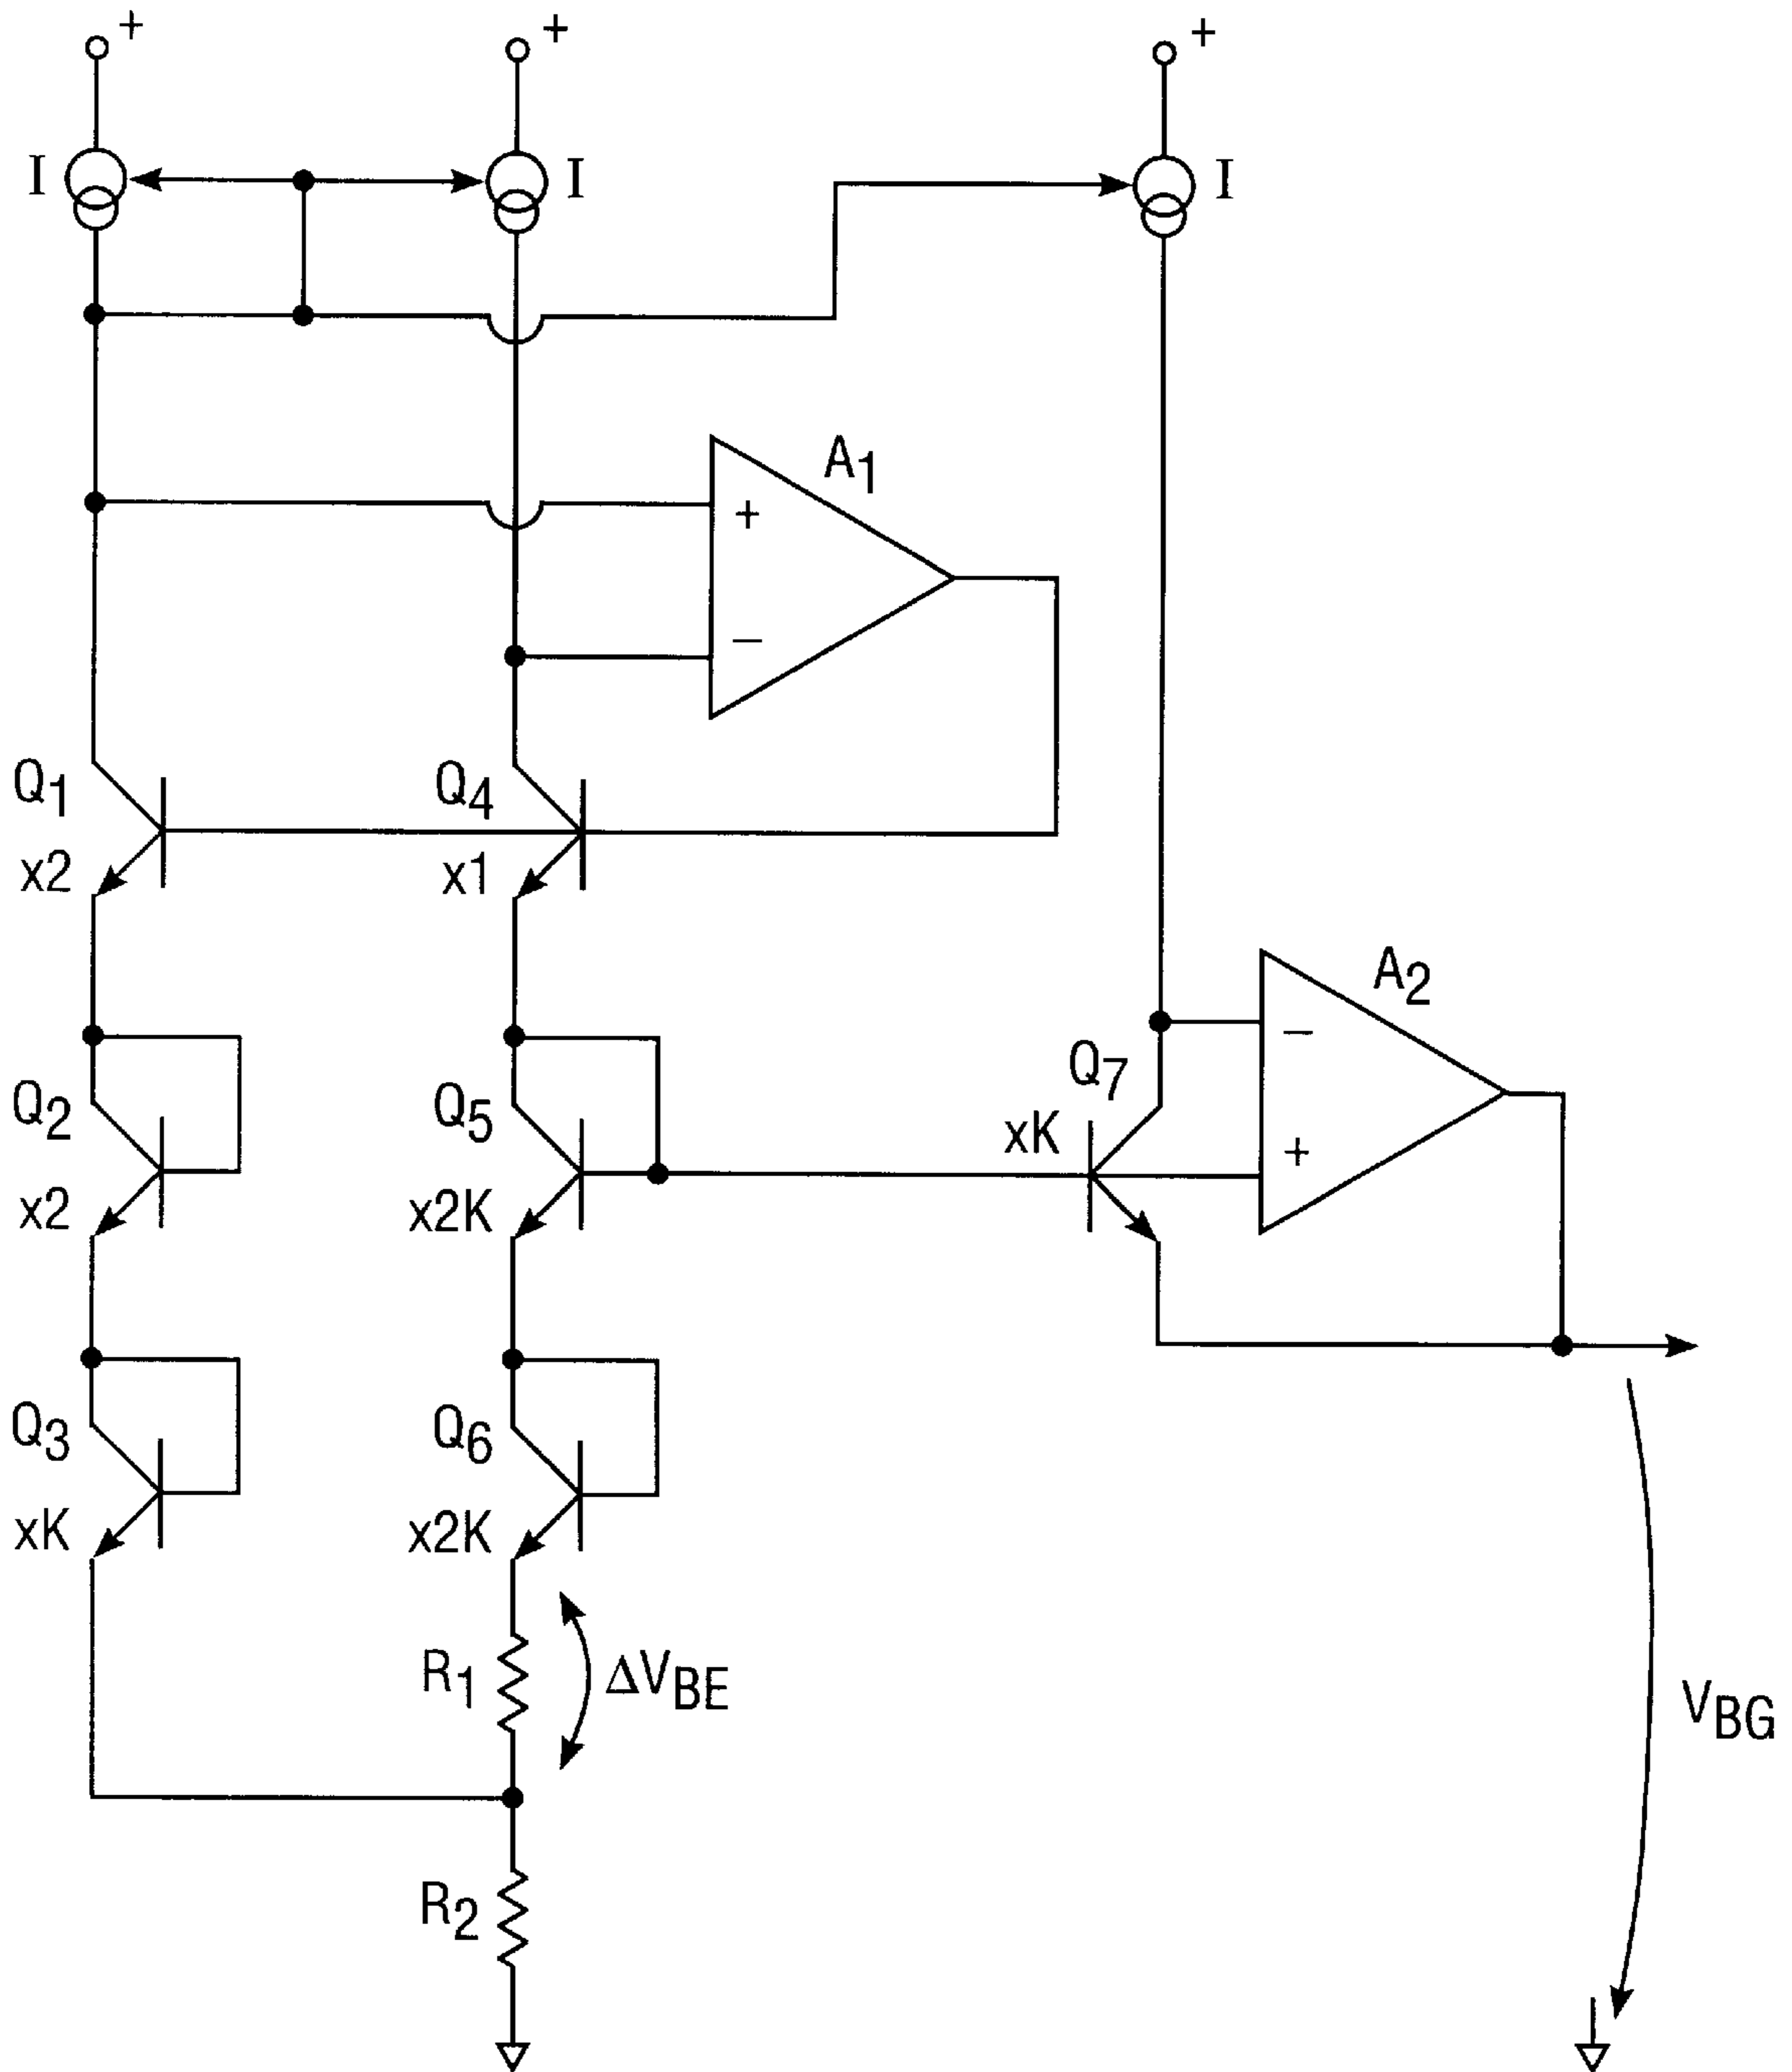 + + +
I I I
A1
+
−
Q1 Q4
x2 x1
A2
−
Q7
Q2 Q5
xK
+
x2 x2K
Q3 Q6
xK x2K
R1 ΔVBE
VBG
R2